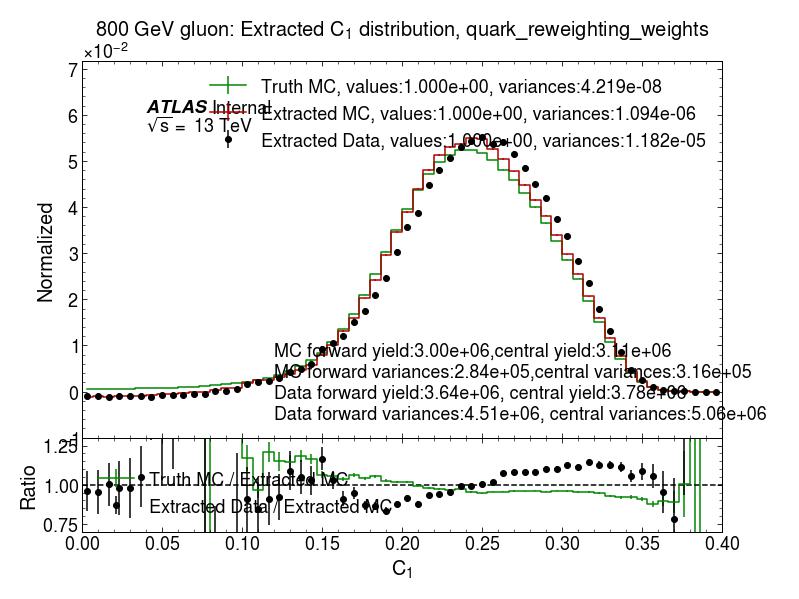 800 GeV gluon: Extracted C₁ distribution, quark_reweighting_weights
×10⁻²
7
6
5
4
3
2
1
0
-1
Normalized
Truth MC, values:1.000e+00, variances:4.219e-08
ATLAS Internal
Extracted MC, values:1.000e+00, variances:1.094e-06
√s = 13 TeV
Extracted Data, values:1.000e+00, variances:1.182e-05
MC forward yield:3.00e+06,central yield:3.11e+06
MC forward variances:2.84e+05,central variances:3.16e+05
Data forward yield:3.64e+06, central yield:3.78e+06
Data forward variances:4.51e+06, central variances:5.06e+06
1.25
1.00
0.75
Ratio
Truth MC / Extracted MC
Extracted Data / Extracted MC
0.00 0.05 0.10 0.15 0.20 0.25 0.30 0.35 0.40
C₁